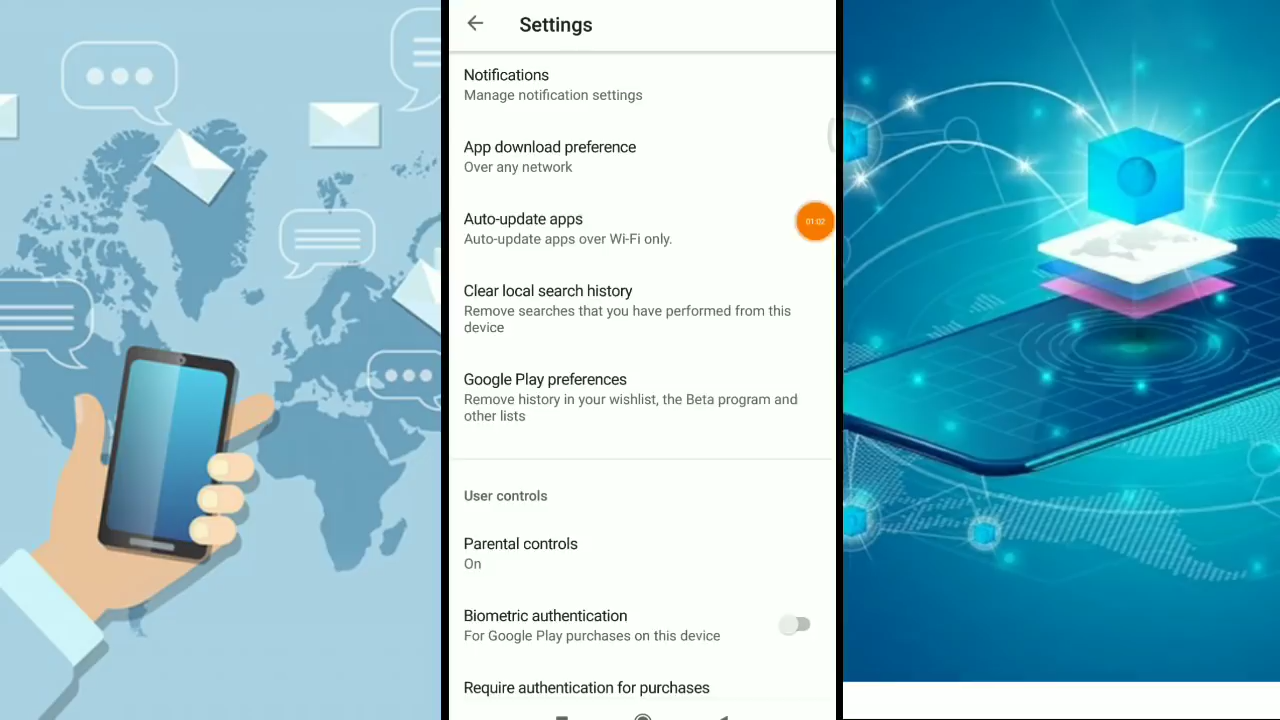 Settings
Notifications
Manage notification settings
App download preference
Over any network
Auto-update apps
Auto-update apps over Wi-Fi only.
01:02
Clear local search history
Remove searches that you have performed from this
device
Google Play preferences
Remove history in your wishlist, the Beta program and
other lists
User controls
Parental controls
On
Biometric authentication
For Google Play purchases on this device
Require authentication for purchases